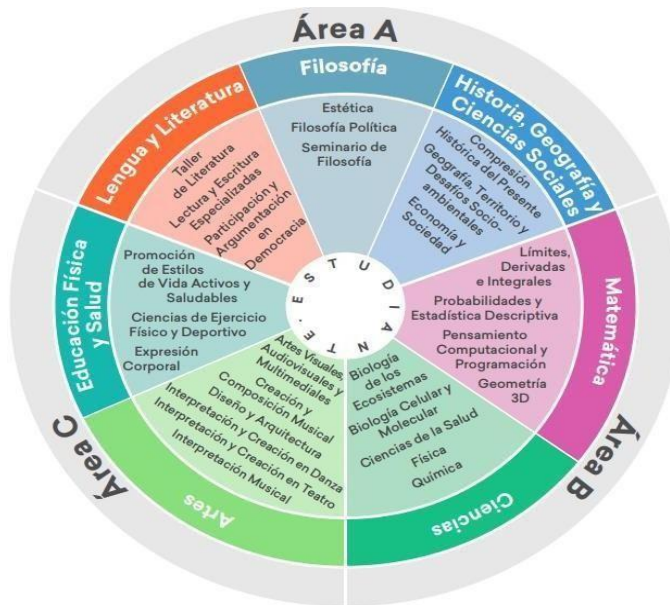 Área A
Filosofía
Estética
Filosofía Política
Seminario de
Filosofía
Historia, Geografía y
Ciencias Sociales
Compresión
Histórica del Presente
Geografía, Territorio y
Desafíos Socio-
ambientales
Economía y
Sociedad
Matemática
Límites,
Derivadas
e Integrales
Probabilidades y
Estadística Descriptiva
Pensamiento
Computacional y
Programación
Geometría
3D
Área B
Ciencias
Biología
de los
Ecosistemas
Biología Celular y
Molecular
Ciencias de la Salud
Física
Química
Artes
Artes Visuales,
Audiovisuales y
Multimediales
Creación y
Composición Musical
Diseño y Arquitectura
Interpretación y Creación en Danza
Interpretación y Creación en Teatro
Interpretación Musical
Área C
Educación Física
y Salud
Promoción
de Estilos
de Vida Activos y
Saludables
Ciencias de Ejercicio
Físico y Deportivo
Expresión
Corporal
Lengua y Literatura
Taller
de Literatura
Lectura y Escritura
Especializadas
Participación y
Argumentación
en
Democracia
ESTUDIANTE.